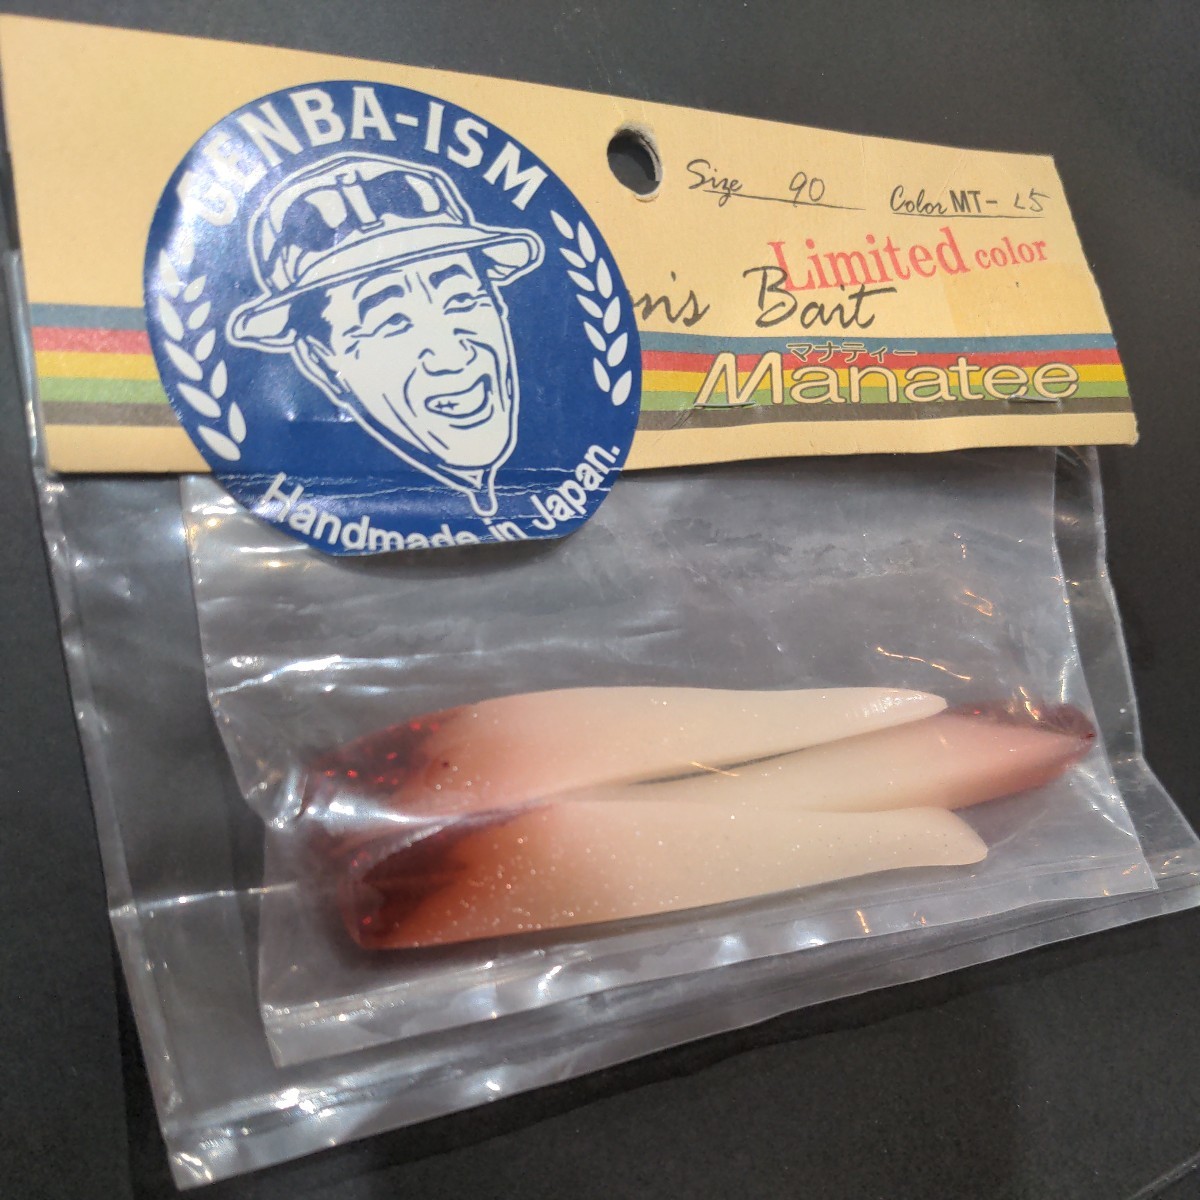 GENBA-ISM
Handmade in Japan.
Size 90 Color MT- L5
Limited color
n's Bait
マナティー
Manatee